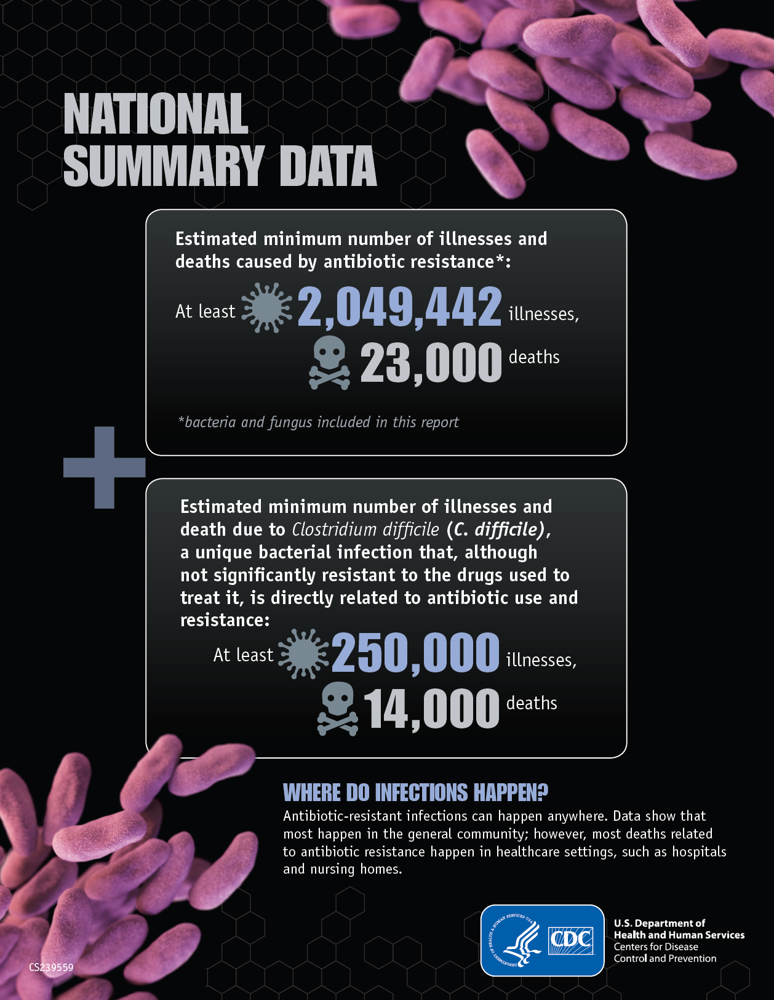 NATIONAL
SUMMARY DATA
Estimated minimum number of illnesses and
deaths caused by antibiotic resistance*:
At least 2,049,442 illnesses,
23,000 deaths
*bacteria and fungus included in this report
Estimated minimum number of illnesses and
death due to Clostridium difficile (C. difficile),
a unique bacterial infection that, although
not significantly resistant to the drugs used to
treat it, is directly related to antibiotic use and
resistance:
At least 250,000 illnesses,
14,000 deaths
WHERE DO INFECTIONS HAPPEN?
Antibiotic-resistant infections can happen anywhere. Data show that
most happen in the general community; however, most deaths related
to antibiotic resistance happen in healthcare settings, such as hospitals
and nursing homes.
DEPARTMENT OF HEALTH & HUMAN SERVICES · USA
CDC
U.S. Department of
Health and Human Services
Centers for Disease
Control and Prevention
CS239559